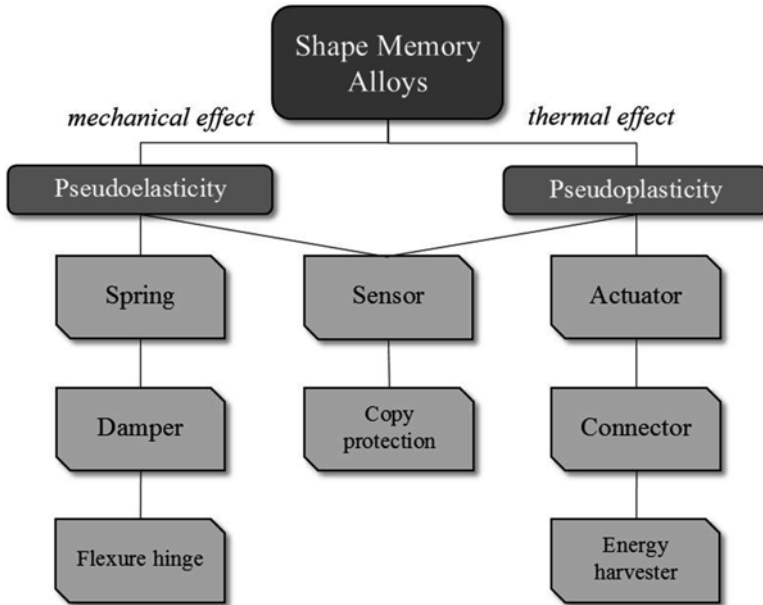 Shape Memory
Alloys
mechanical effect
thermal effect
Pseudoelasticity
Pseudoplasticity
Spring
Sensor
Actuator
Damper
Copy
protection
Connector
Flexure hinge
Energy
harvester